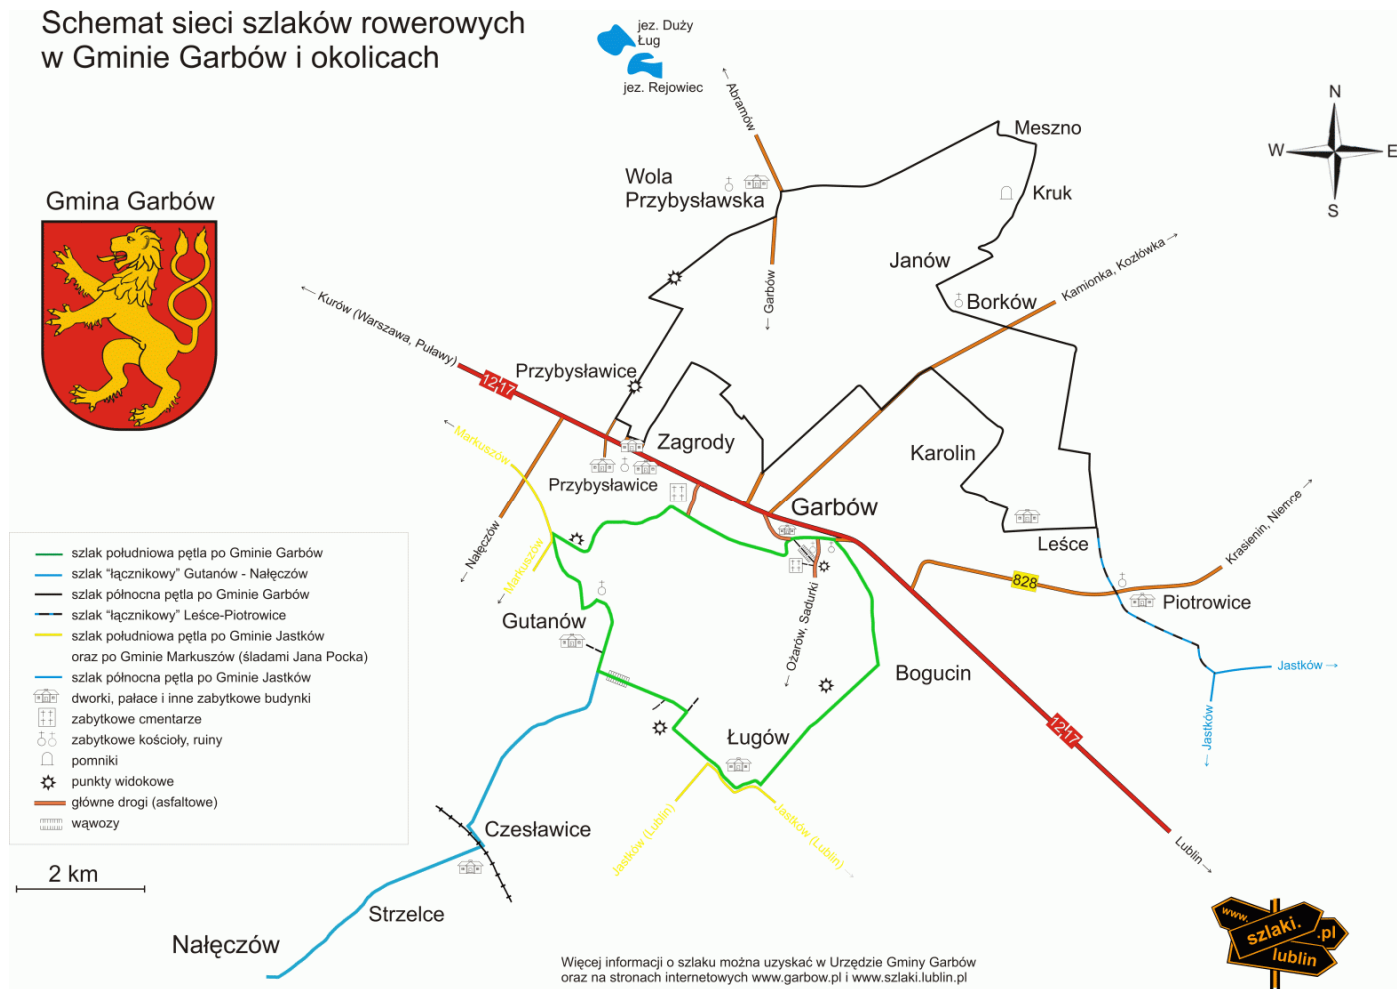 Schemat sieci szlaków rowerowych
w Gminie Garbów i okolicach
jez. Duży
Ług
jez. Rejowiec
← Abramów
N
W
E
S
Meszno
Wola
Przybysławska
Kruk
Gmina Garbów
Janów
Kamionka, Kozłówka →
Borków
← Garbów
← Kurów (Warszawa, Puławy)
12-17
Przybysławice
← Markuszów
Zagrody
Karolin
Przybysławice
Garbów
← Nałęczów
← Markuszów
Leśce
Krasienin, Niemce →
828
Piotrowice
← Ożarów, Sadurki
Gutanów
Bogucin
Jastków →
← Jastków
12-17
Ługów
Jastków (Lublin)
Jastków (Lublin) →
Lublin →
szlak południowa pętla po Gminie Garbów
szlak "łącznikowy" Gutanów - Nałęczów
szlak północna pętla po Gminie Garbów
szlak "łącznikowy" Leśce-Piotrowice
szlak południowa pętla po Gminie Jastków
oraz po Gminie Markuszów (śladami Jana Pocka)
szlak północna pętla po Gminie Jastków
dworki, pałace i inne zabytkowe budynki
zabytkowe cmentarze
zabytkowe kościoły, ruiny
pomniki
punkty widokowe
główne drogi (asfaltowe)
wąwozy
2 km
Czesławice
Strzelce
Nałęczów
Więcej informacji o szlaku można uzyskać w Urzędzie Gminy Garbów
oraz na stronach internetowych www.garbow.pl i www.szlaki.lublin.pl
www.
szlaki.
.pl
lublin